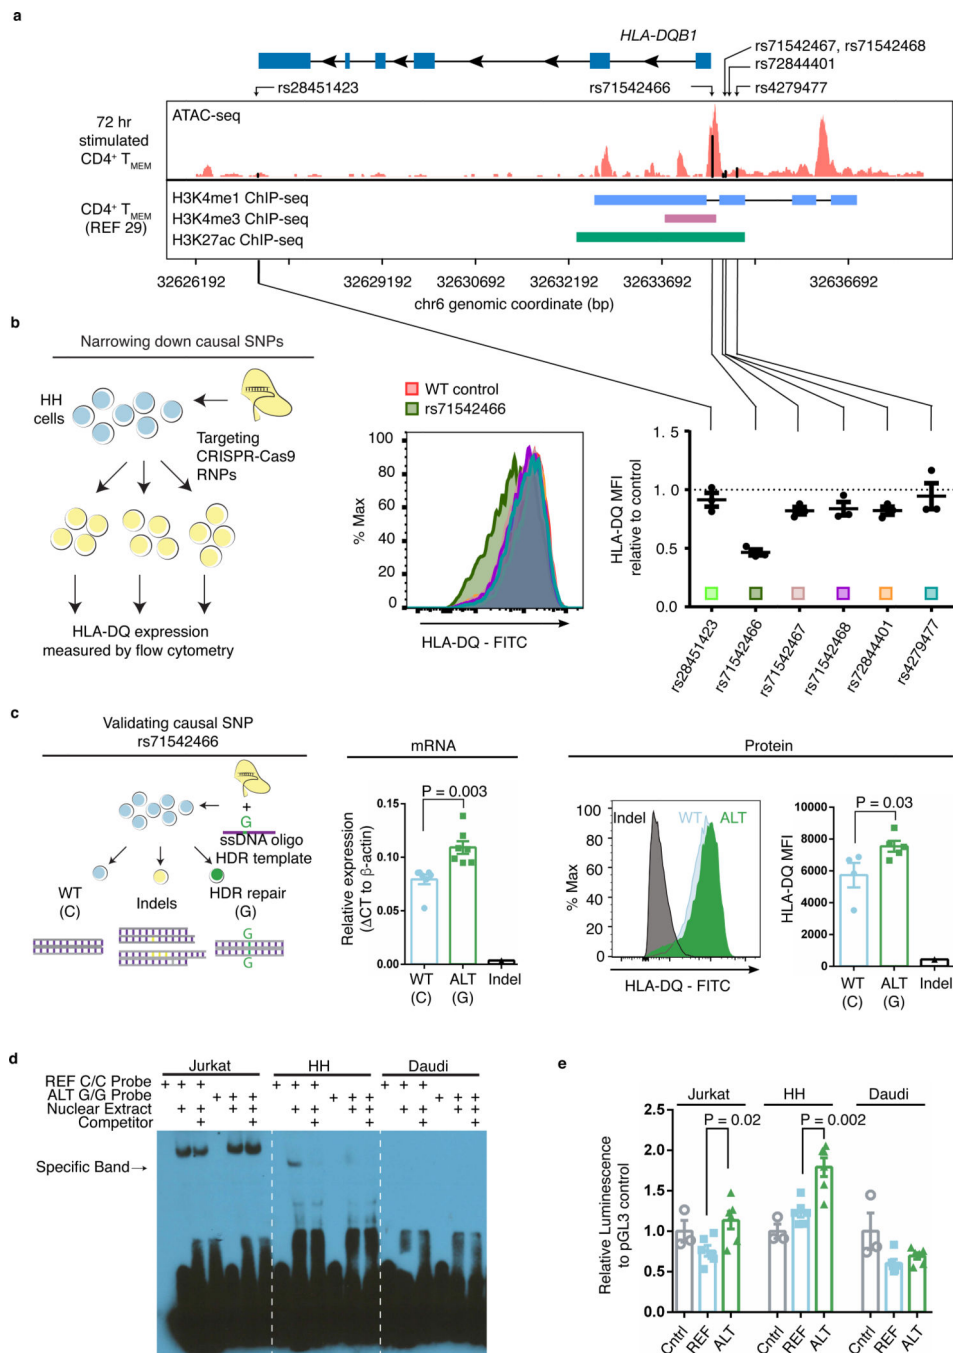 a
HLA-DQB1
rs71542467, rs71542468
rs72844401
rs28451423
rs71542466
rs4279477
72 hr
stimulated
CD4+ TMEM
ATAC-seq
CD4+ TMEM
(REF 29)
H3K4me1 ChIP-seq
H3K4me3 ChIP-seq
H3K27ac ChIP-seq
32626192 32629192 32630692 32632192 32633692 32636692
chr6 genomic coordinate (bp)
b
Narrowing down causal SNPs
HH
cells
Targeting
CRISPR-Cas9
RNPs
HLA-DQ expression
measured by flow cytometry
WT control
rs71542466
% Max
100
80
60
40
20
0
HLA-DQ - FITC
HLA-DQ MFI
relative to control
1.5
1.0
0.5
0.0
rs28451423
rs71542466
rs71542467
rs71542468
rs72844401
rs4279477
c
Validating causal SNP
rs71542466
+
G
ssDNA oligo
HDR template
WT
(C)
Indels
HDR repair
(G)
G
G
mRNA
P = 0.003
Relative expression
(ΔCT to β-actin)
0.15
0.10
0.05
0.00
WT
(C)
ALT
(G)
Indel
Protein
% Max
100
80
60
40
20
0
Indel WT ALT
HLA-DQ - FITC
P = 0.03
HLA-DQ MFI
10000
8000
6000
4000
2000
0
WT
(C)
ALT
(G)
Indel
d
Jurkat HH Daudi
REF C/C Probe + + + + + + + + +
ALT G/G Probe + + + + + + + + +
Nuclear Extract + + + + + + + + + + + +
Competitor + + + + + +
Specific Band→
e
Jurkat HH Daudi
P = 0.02
P = 0.002
Relative Luminescence
to pGL3 control
2.5
2.0
1.5
1.0
0.5
0.0
Cntrl REF ALT Cntrl REF ALT Cntrl REF ALT